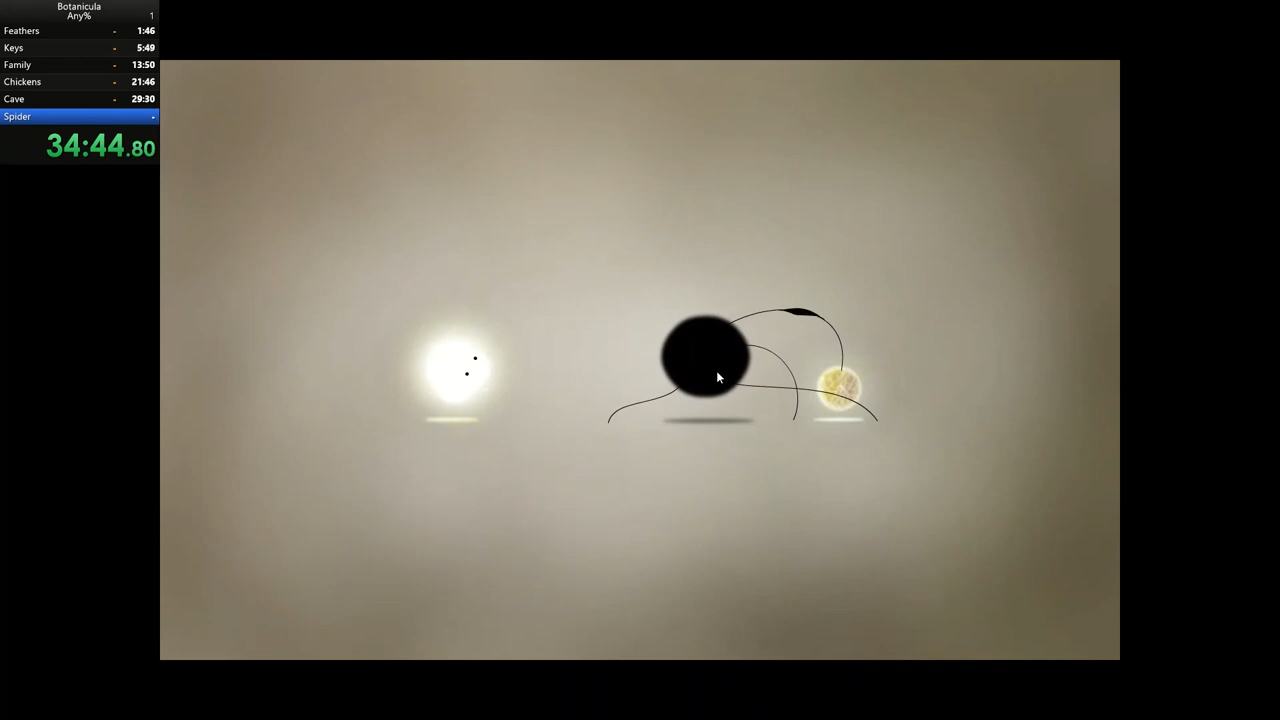 Botanicula
Any% 1
Feathers - 1:46
Keys - 5:49
Family - 13:50
Chickens - 21:46
Cave - 29:30
Spider -
34:44.80